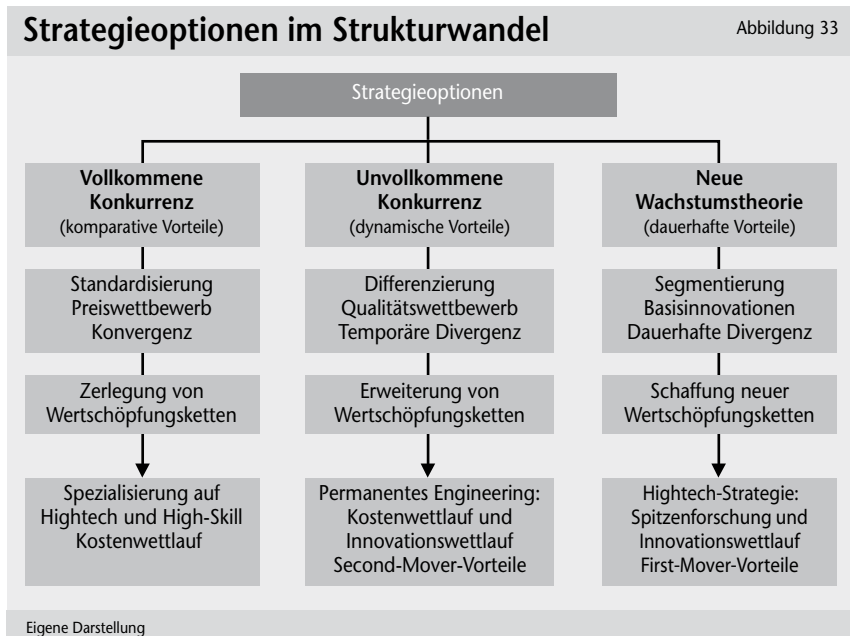 Strategieoptionen im Strukturwandel
Abbildung 33
Strategieoptionen
Vollkommene
Konkurrenz
(komparative Vorteile)
Standardisierung
Preiswettbewerb
Konvergenz
Zerlegung von
Wertschöpfungsketten
Spezialisierung auf
Hightech und High-Skill
Kostenwettlauf
Unvollkommene
Konkurrenz
(dynamische Vorteile)
Differenzierung
Qualitätswettbewerb
Temporäre Divergenz
Erweiterung von
Wertschöpfungsketten
Permanentes Engineering:
Kostenwettlauf und
Innovationswettlauf
Second-Mover-Vorteile
Neue
Wachstumstheorie
(dauerhafte Vorteile)
Segmentierung
Basisinnovationen
Dauerhafte Divergenz
Schaffung neuer
Wertschöpfungsketten
Hightech-Strategie:
Spitzenforschung und
Innovationswettlauf
First-Mover-Vorteile
Eigene Darstellung